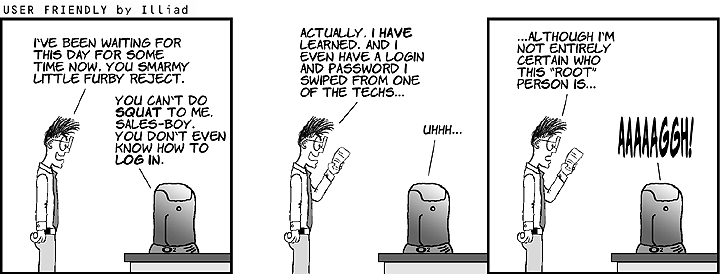 USER FRIENDLY by Illiad
I'VE BEEN WAITING FOR
THIS DAY FOR SOME
TIME NOW, YOU SMARMY
LITTLE FURBY REJECT.
YOU CAN'T DO
SQUAT TO ME,
SALES-BOY.
YOU DON'T EVEN
KNOW HOW TO
LOG IN.
ACTUALLY, I HAVE
LEARNED. AND I
EVEN HAVE A LOGIN
AND PASSWORD I
SWIPED FROM ONE
OF THE TECHS...
UHHH...
...ALTHOUGH I'M
NOT ENTIRELY
CERTAIN WHO
THIS "ROOT"
PERSON IS...
AAAAAGGH!